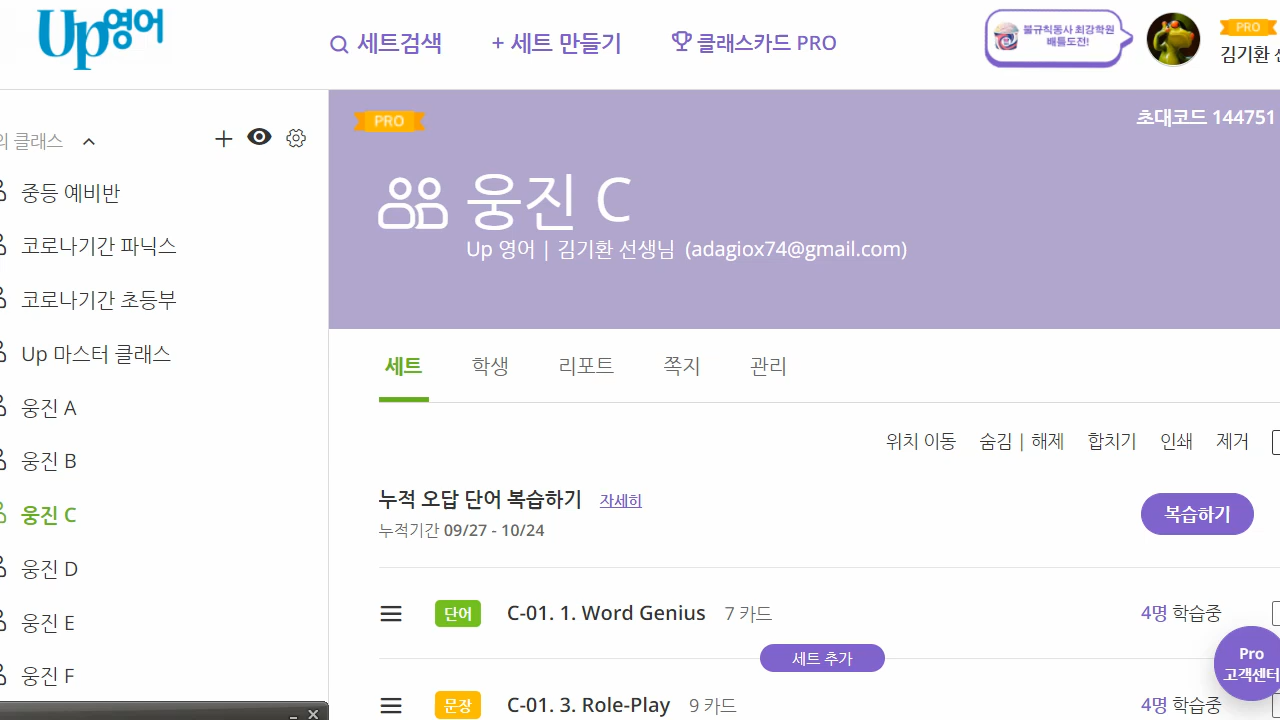 Up영어
세트검색
+ 세트 만들기
클래스카드 PRO
불규칙동사 최강학원
배틀도전!
PRO
김기환
의 클래스
중등 예비반
코로나기간 파닉스
코로나기간 초등부
Up 마스터 클래스
웅진 A
웅진 B
웅진 C
웅진 D
웅진 E
웅진 F
PRO
초대코드 144751
웅진 C
Up 영어 | 김기환 선생님 (adagiox74@gmail.com)
세트 학생 리포트 쪽지 관리
위치 이동 숨김 | 해제 합치기 인쇄 제거
누적 오답 단어 복습하기 자세히
누적기간 09/27 - 10/24
복습하기
단어 C-01. 1. Word Genius 7 카드 4명 학습중
세트 추가
Pro
고객센터
문장 C-01. 3. Role-Play 9 카드 4명 학습중